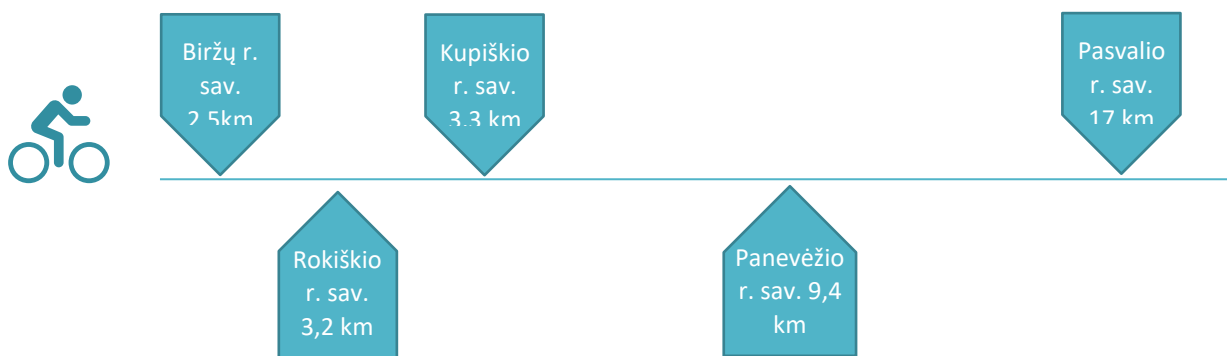 Biržų r.
sav.
2,5km
Rokiškio
r. sav.
3,2 km
Kupiškio
r. sav.
3,3 km
Panevėžio
r. sav. 9,4
km
Pasvalio
r. sav.
17 km